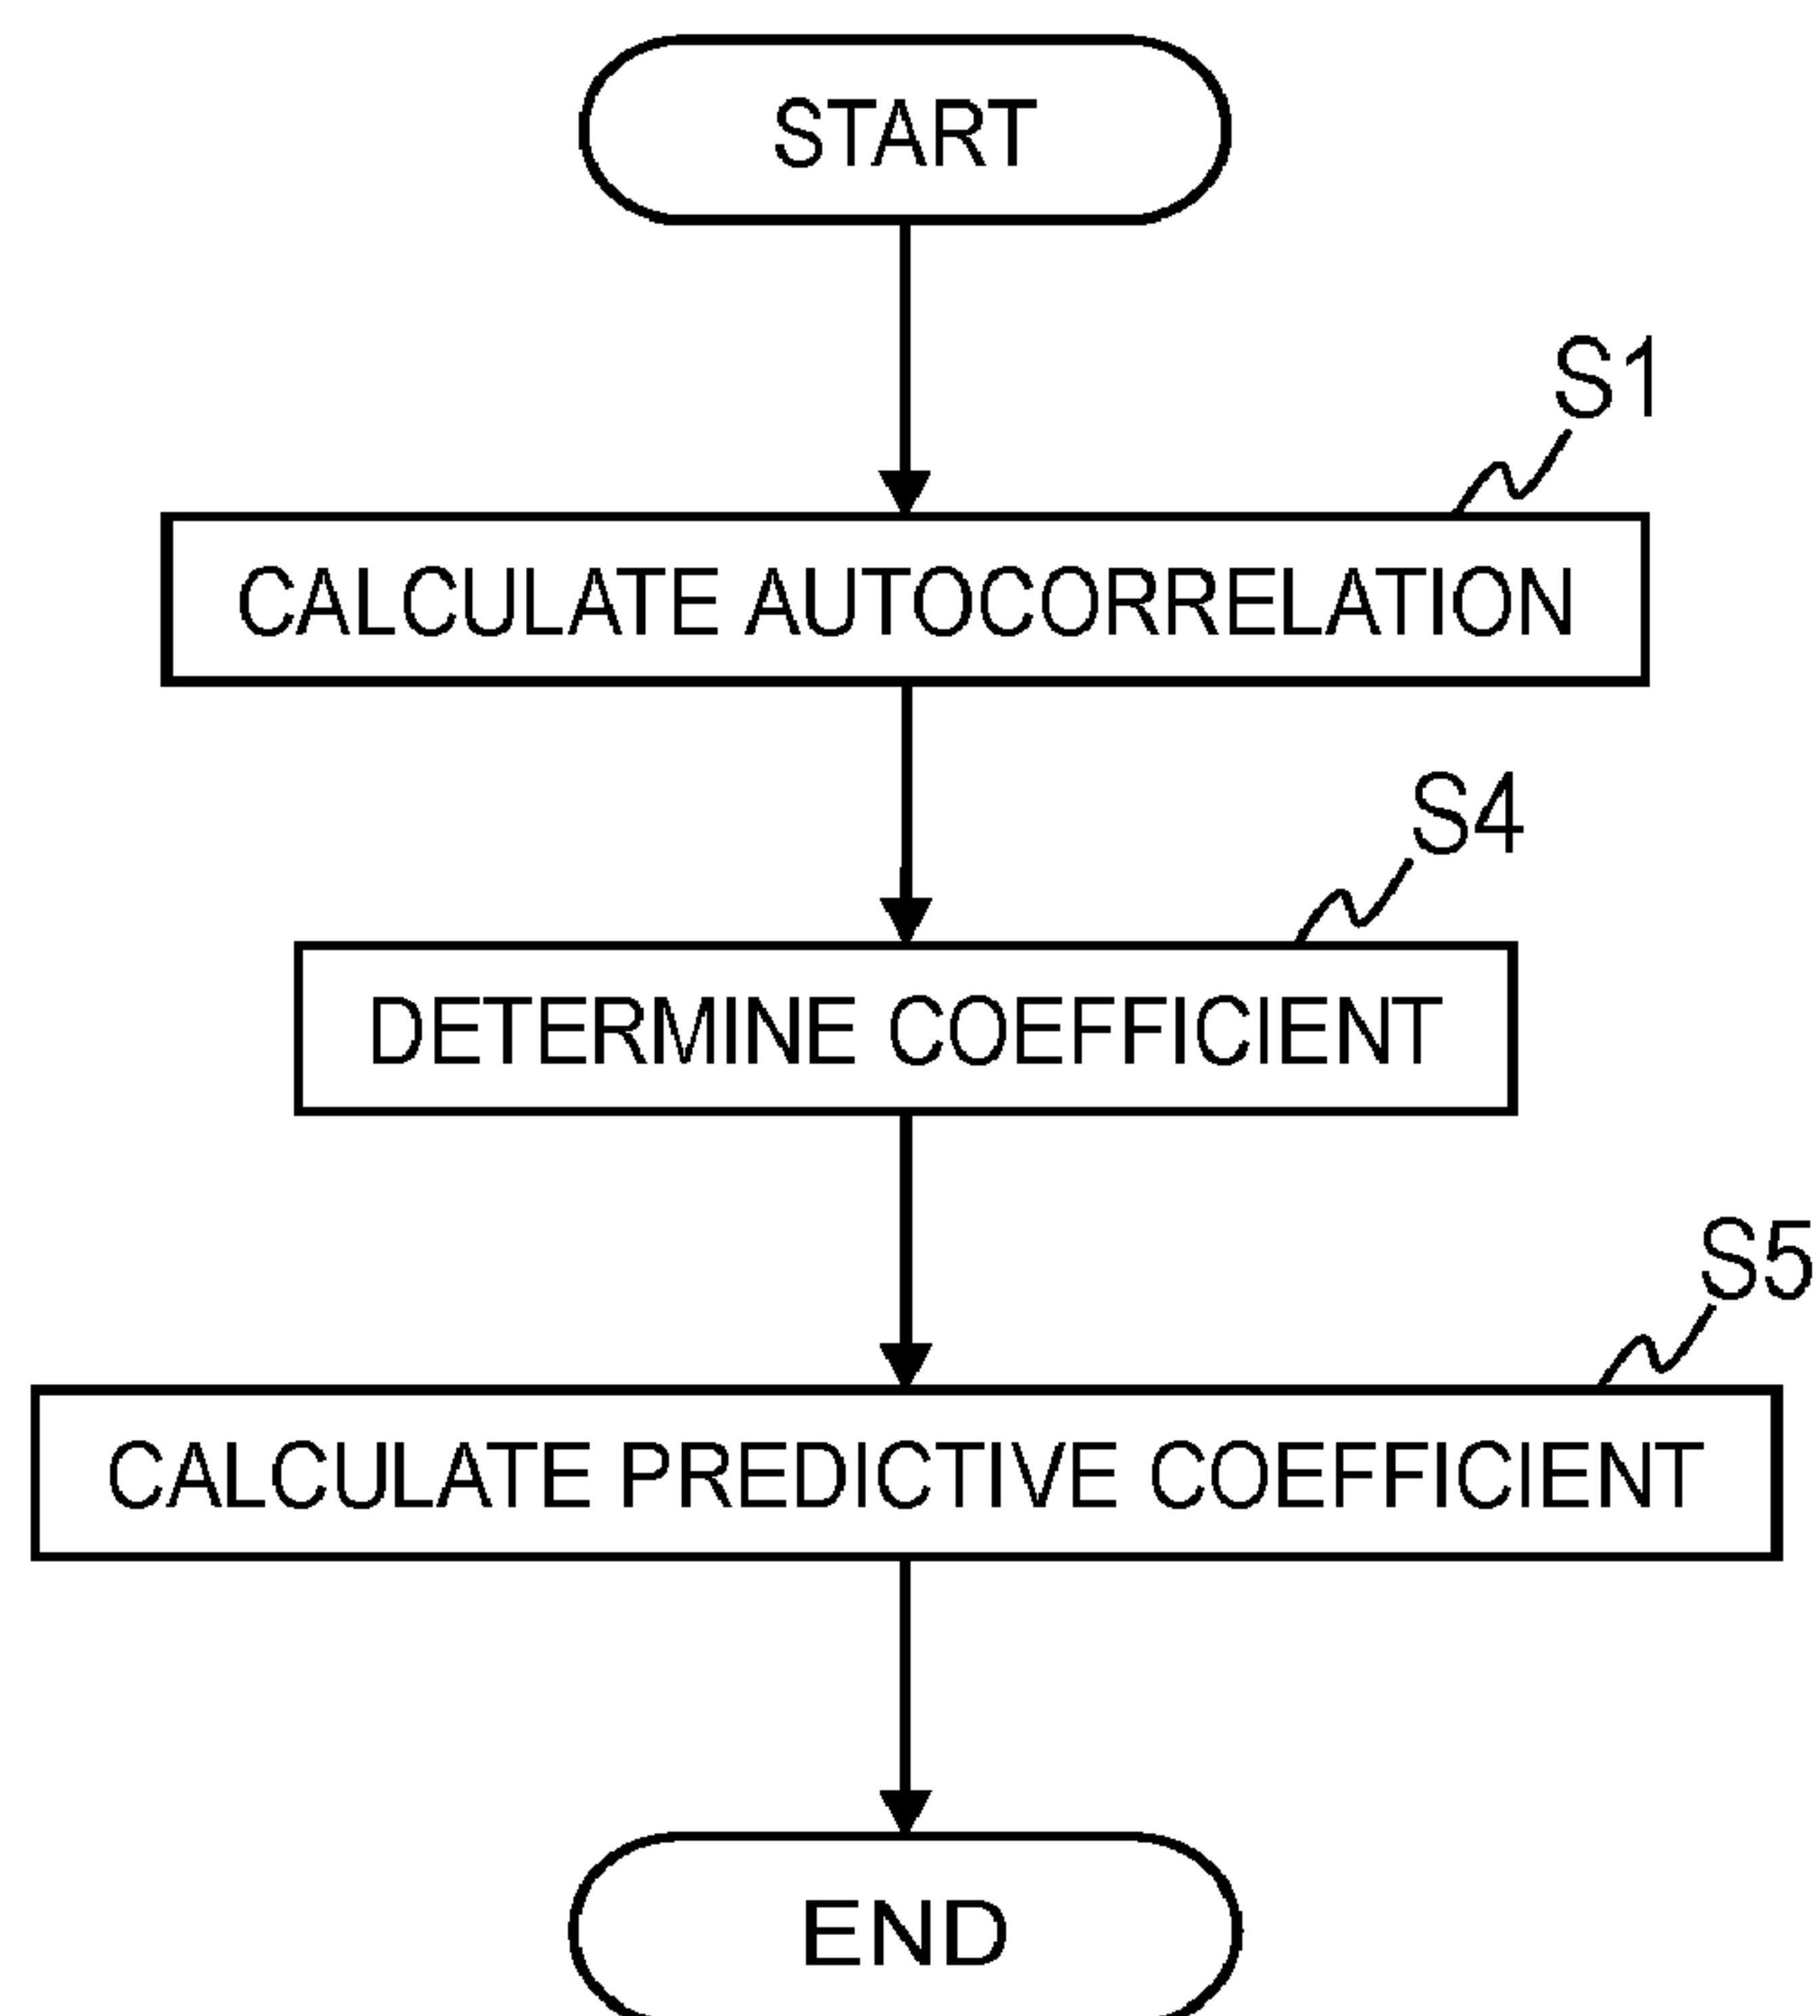 START
S1
CALCULATE AUTOCORRELATION
S4
DETERMINE COEFFICIENT
S5
CALCULATE PREDICTIVE COEFFICIENT
END